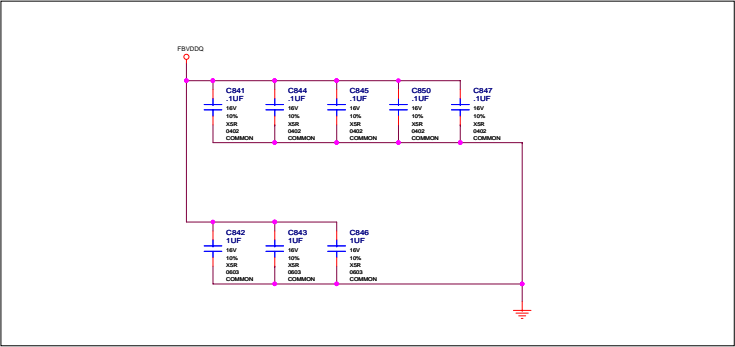 FBVDDQ
C841
.1UF
16V
10%
X5R
0402
COMMON
C844
.1UF
16V
10%
X5R
0402
COMMON
C845
.1UF
16V
10%
X5R
0402
COMMON
C850
.1UF
16V
10%
X5R
0402
COMMON
C847
.1UF
16V
10%
X5R
0402
COMMON
C842
1UF
16V
10%
X5R
0603
COMMON
C843
1UF
16V
10%
X5R
0603
COMMON
C846
1UF
16V
10%
X5R
0603
COMMON